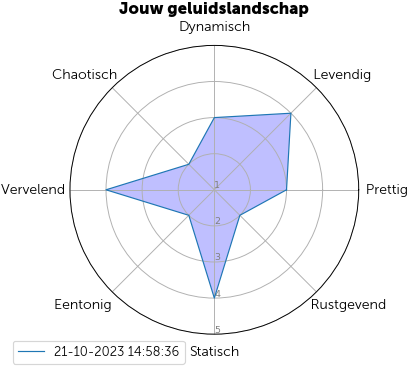 Jouw geluidslandschap
Dynamisch
Chaotisch
Levendig
Vervelend
Prettig
1
2
3
4
5
Eentonig
Rustgevend
Statisch
21-10-2023 14:58:36